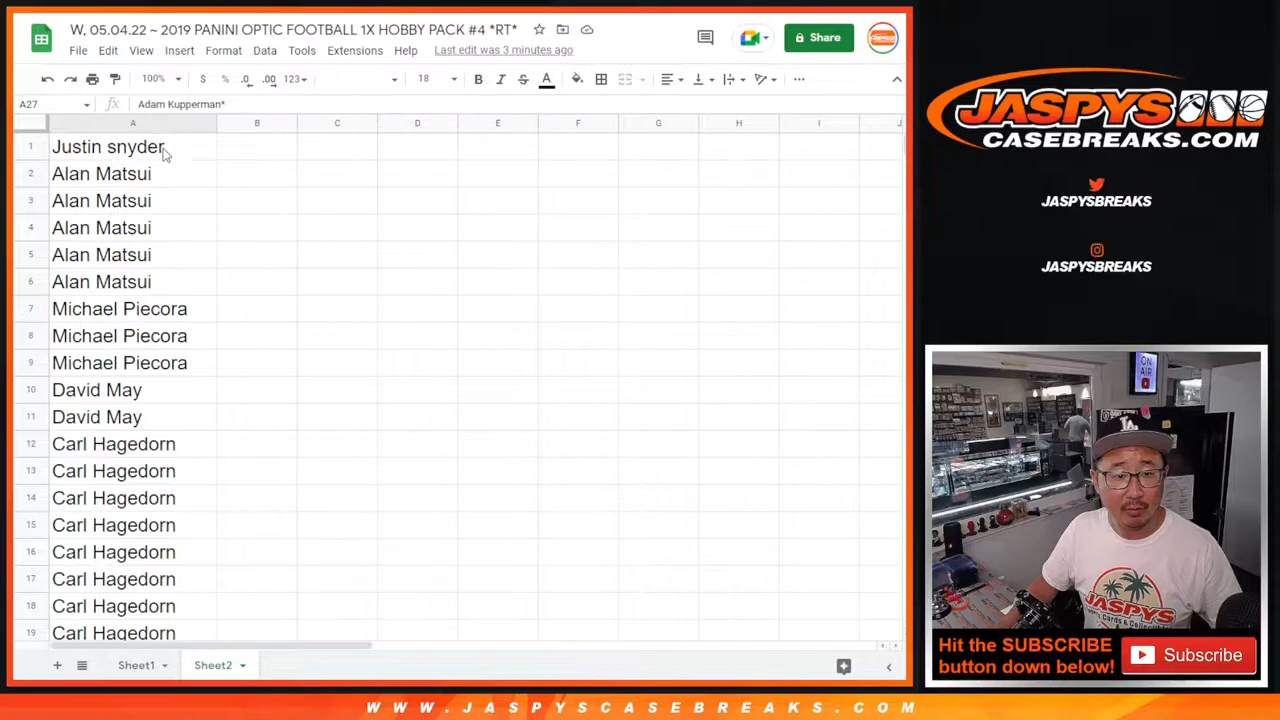 W, 05.04.22 ~ 2019 PANINI OPTIC FOOTBALL 1X HOBBY PACK #4 *RT*
Share
File Edit View Insert Format Data Tools Extensions Help Last edit was 3 minutes ago
100% $ % .0 .00 123 18 B I S A
A27 fx Adam Kupperman*
A B C D E F G H I J
1 Justin snyder
2 Alan Matsui
3 Alan Matsui
4 Alan Matsui
5 Alan Matsui
6 Alan Matsui
7 Michael Piecora
8 Michael Piecora
9 Michael Piecora
10 David May
11 David May
12 Carl Hagedorn
13 Carl Hagedorn
14 Carl Hagedorn
15 Carl Hagedorn
16 Carl Hagedorn
17 Carl Hagedorn
18 Carl Hagedorn
19 Carl Hagedorn
+ Sheet1 Sheet2
JASPYS
CASEBREAKS.COM
JASPYSBREAKS
JASPYSBREAKS
ON
AIR
LA
JASPYS
Hit the SUBSCRIBE
button down below!
Subscribe
WWW.JASPYSCASEBREAKS.COM